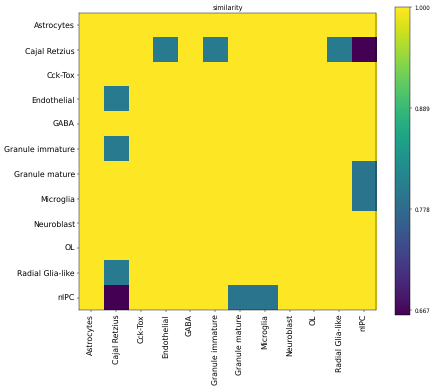 similarity
Astrocytes
Cajal Retzius
Cck-Tox
Endothelial
GABA
Granule immature
Granule mature
Microglia
Neuroblast
OL
Radial Glia-like
nIPC
1.000
0.889
0.778
0.667
Astrocytes
Cajal Retzius
Cck-Tox
Endothelial
GABA
Granule immature
Granule mature
Microglia
Neuroblast
OL
Radial Glia-like
nIPC